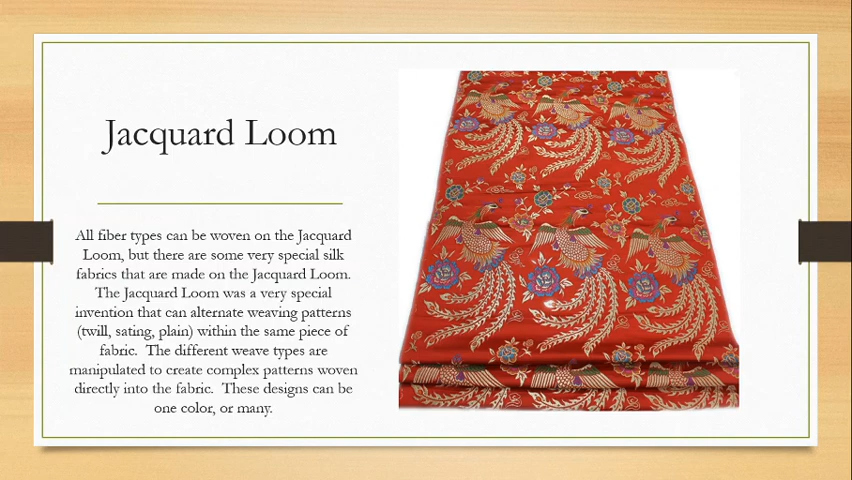 Jacquard Loom
All fiber types can be woven on the Jacquard
Loom, but there are some very special silk
fabrics that are made on the Jacquard Loom.
The Jacquard Loom was a very special
invention that can alternate weaving patterns
(twill, sating, plain) within the same piece of
fabric.  The different weave types are
manipulated to create complex patterns woven
directly into the fabric.  These designs can be
one color, or many.